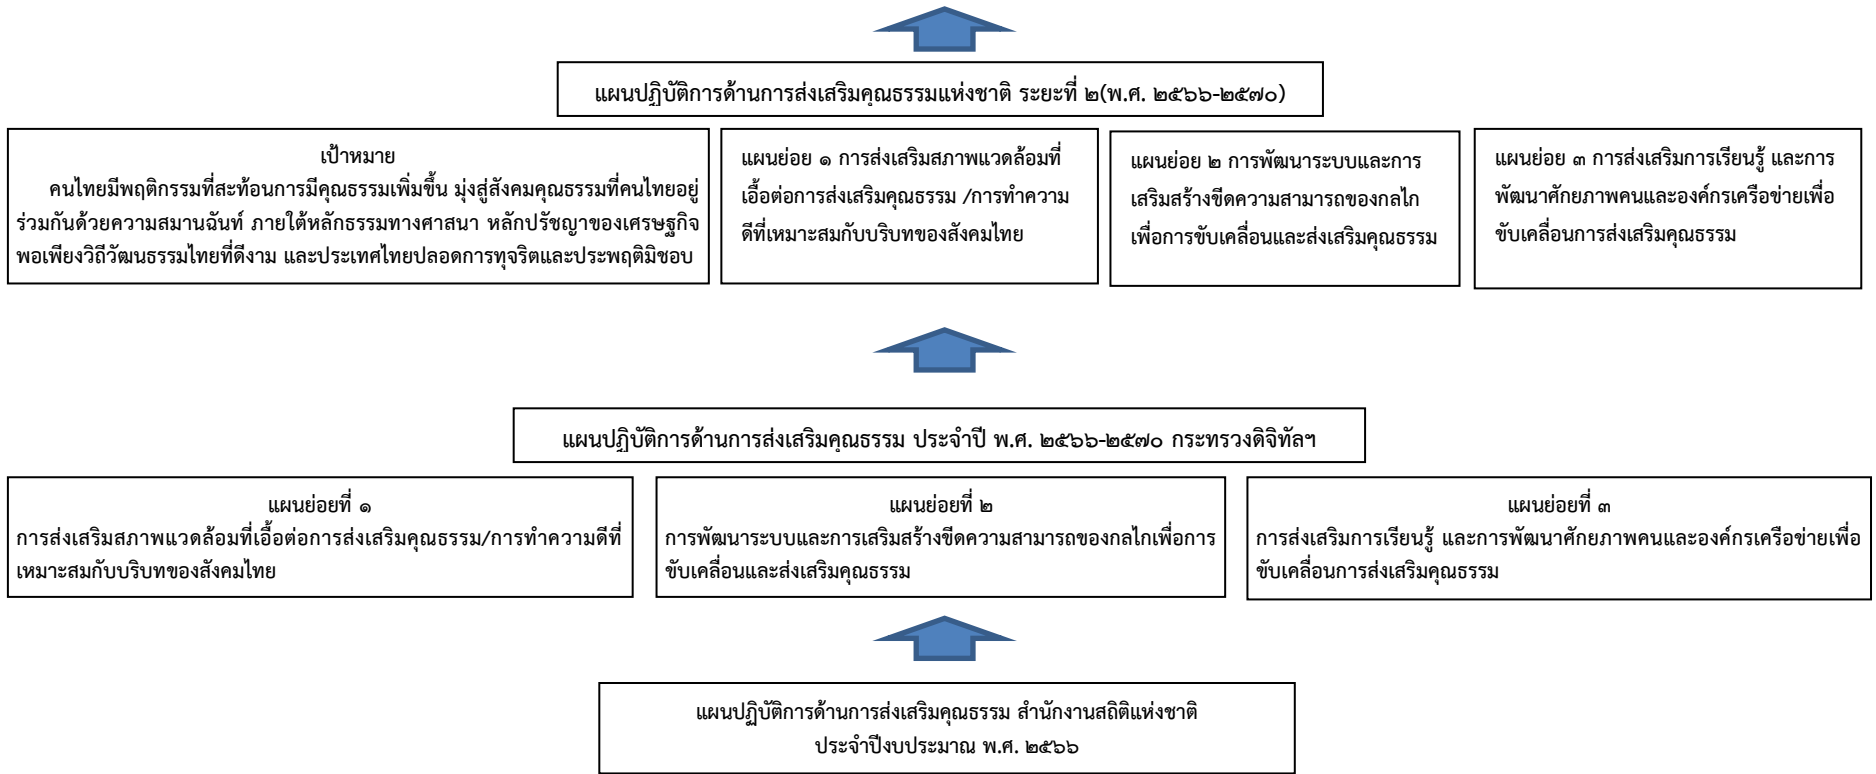 แผนปฏิบัติการด้านการส่งเสริมคุณธรรมแห่งชาติ ระยะที่ ๒(พ.ศ. ๒๕๖๖-๒๕๗๐)
เป้าหมาย
คนไทยมีพฤติกรรมที่สะท้อนการมีคุณธรรมเพิ่มขึ้น มุ่งสู่สังคมคุณธรรมที่คนไทยอยู่
ร่วมกันด้วยความสมานฉันท์ ภายใต้หลักธรรมทางศาสนา หลักปรัชญาของเศรษฐกิจ
พอเพียงวิถีวัฒนธรรมไทยที่ดีงาม และประเทศไทยปลอดการทุจริตและประพฤติมิชอบ
แผนย่อย ๑ การส่งเสริมสภาพแวดล้อมที่
เอื้อต่อการส่งเสริมคุณธรรม /การทำความ
ดีที่เหมาะสมกับบริบทของสังคมไทย
แผนย่อย ๒ การพัฒนาระบบและการ
เสริมสร้างขีดความสามารถของกลไก
เพื่อการขับเคลื่อนและส่งเสริมคุณธรรม
แผนย่อย ๓ การส่งเสริมการเรียนรู้ และการ
พัฒนาศักยภาพคนและองค์กรเครือข่ายเพื่อ
ขับเคลื่อนการส่งเสริมคุณธรรม
แผนปฏิบัติการด้านการส่งเสริมคุณธรรม ประจำปี พ.ศ. ๒๕๖๖-๒๕๗๐ กระทรวงดิจิทัลฯ
แผนย่อยที่ ๑
การส่งเสริมสภาพแวดล้อมที่เอื้อต่อการส่งเสริมคุณธรรม/การทำความดีที่
เหมาะสมกับบริบทของสังคมไทย
แผนย่อยที่ ๒
การพัฒนาระบบและการเสริมสร้างขีดความสามารถของกลไกเพื่อการ
ขับเคลื่อนและส่งเสริมคุณธรรม
แผนย่อยที่ ๓
การส่งเสริมการเรียนรู้ และการพัฒนาศักยภาพคนและองค์กรเครือข่ายเพื่อ
ขับเคลื่อนการส่งเสริมคุณธรรม
แผนปฏิบัติการด้านการส่งเสริมคุณธรรม สำนักงานสถิติแห่งชาติ
ประจำปีงบประมาณ พ.ศ. ๒๕๖๖